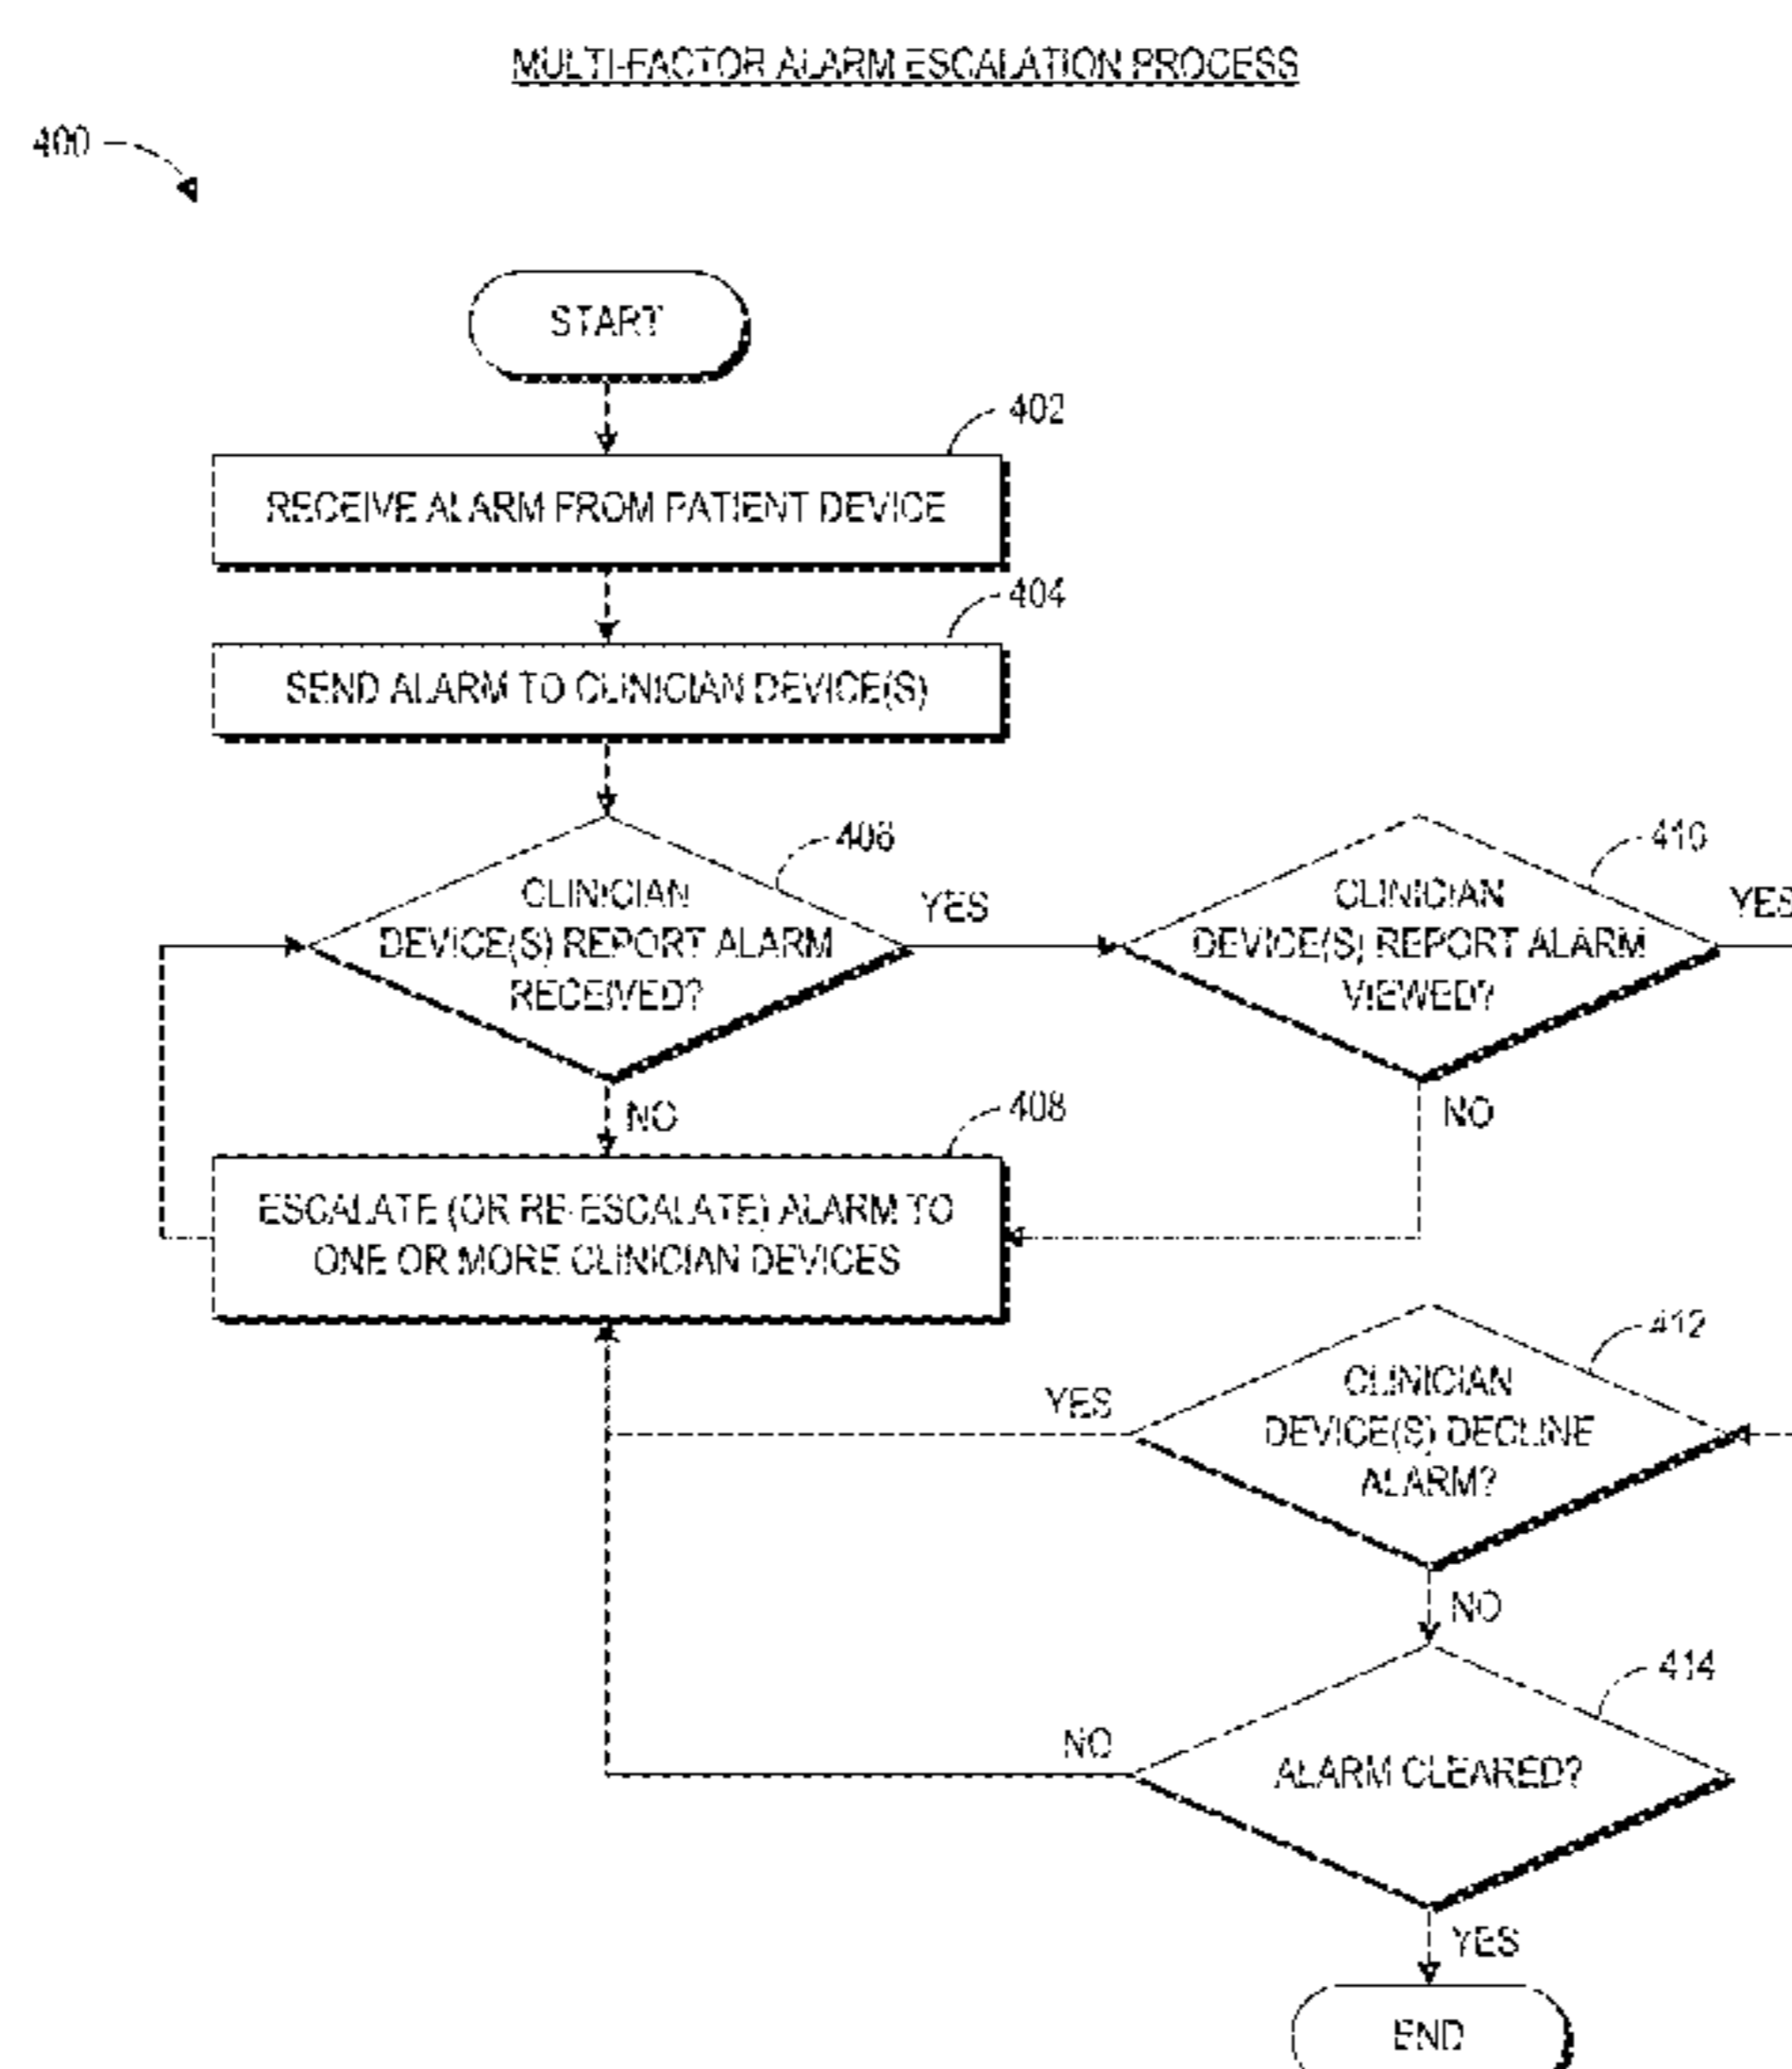 MULTI-FACTOR ALARM ESCALATION PROCESS
400
START
402
RECEIVE ALARM FROM PATIENT DEVICE
404
SEND ALARM TO CLINICIAN DEVICE(S)
406
CLINICIAN
DEVICE(S) REPORT ALARM
RECEIVED?
YES
410
CLINICIAN
DEVICE(S) REPORT ALARM
VIEWED?
YES
NO
NO
408
ESCALATE (OR RE-ESCALATE) ALARM TO
ONE OR MORE CLINICIAN DEVICES
412
CLINICIAN
DEVICE(S) DECLINE
ALARM?
YES
NO
414
ALARM CLEARED?
NO
YES
END